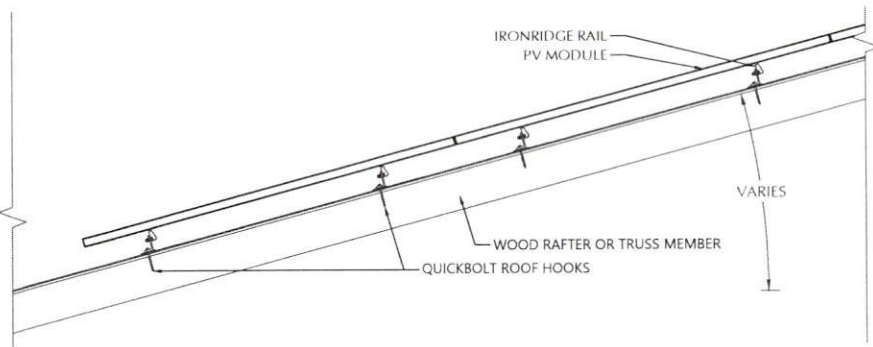 IRONRIDGE RAIL
PV MODULE
VARIES
WOOD RAFTER OR TRUSS MEMBER
QUICKBOLT ROOF HOOKS